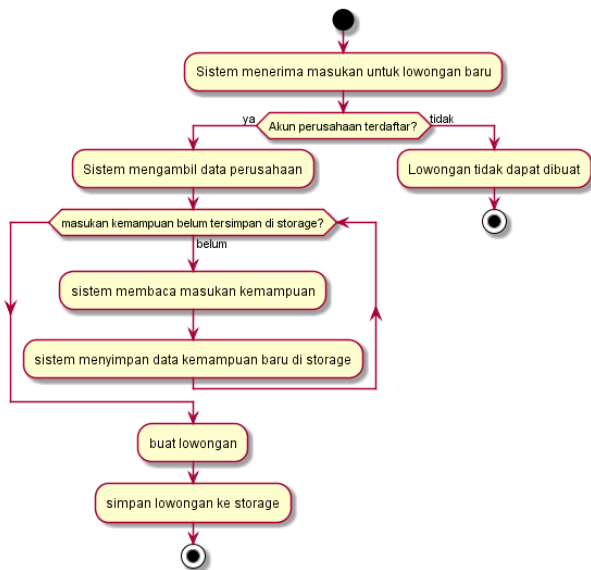 Sistem menerima masukan untuk lowongan baru
ya
Akun perusahaan terdaftar?
tidak
Sistem mengambil data perusahaan
Lowongan tidak dapat dibuat
masukan kemampuan belum tersimpan di storage?
belum
sistem membaca masukan kemampuan
sistem menyimpan data kemampuan baru di storage
buat lowongan
simpan lowongan ke storage